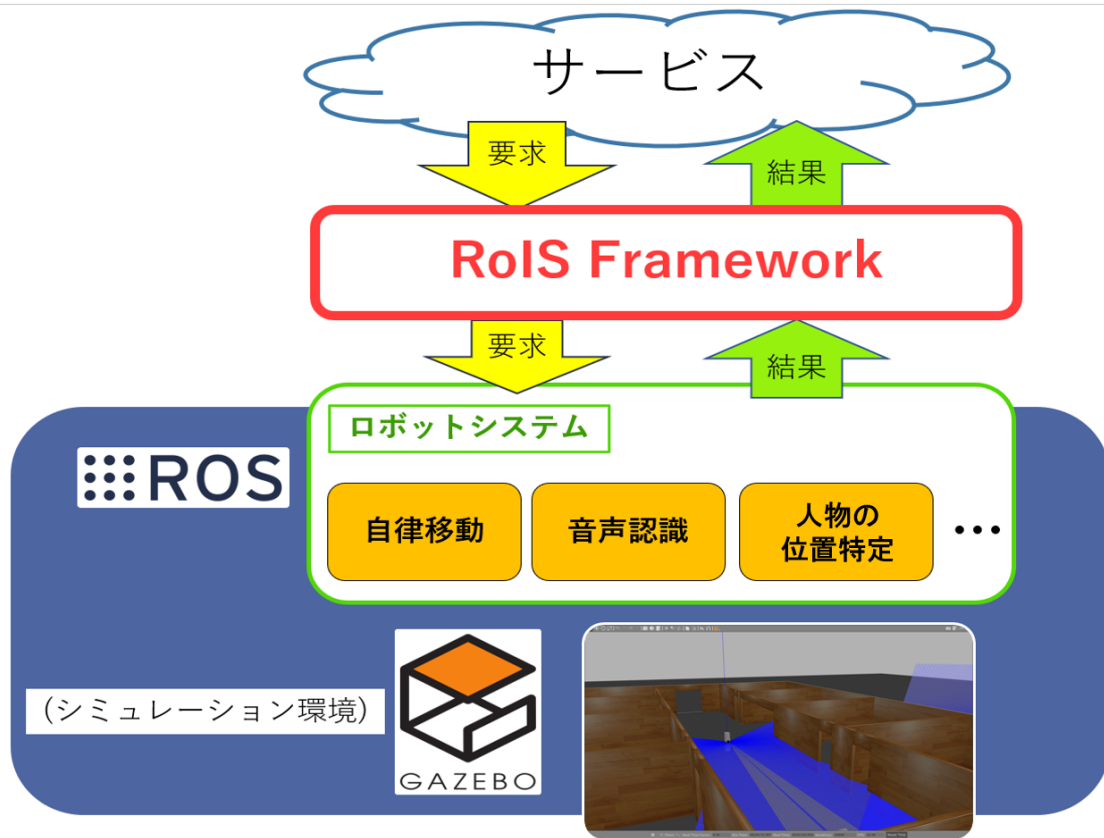 サービス
要求
結果
RoIS Framework
要求
結果
ロボットシステム
ROS
自律移動
音声認識
人物の
位置特定
•••
(シミュレーション環境)
GAZEBO